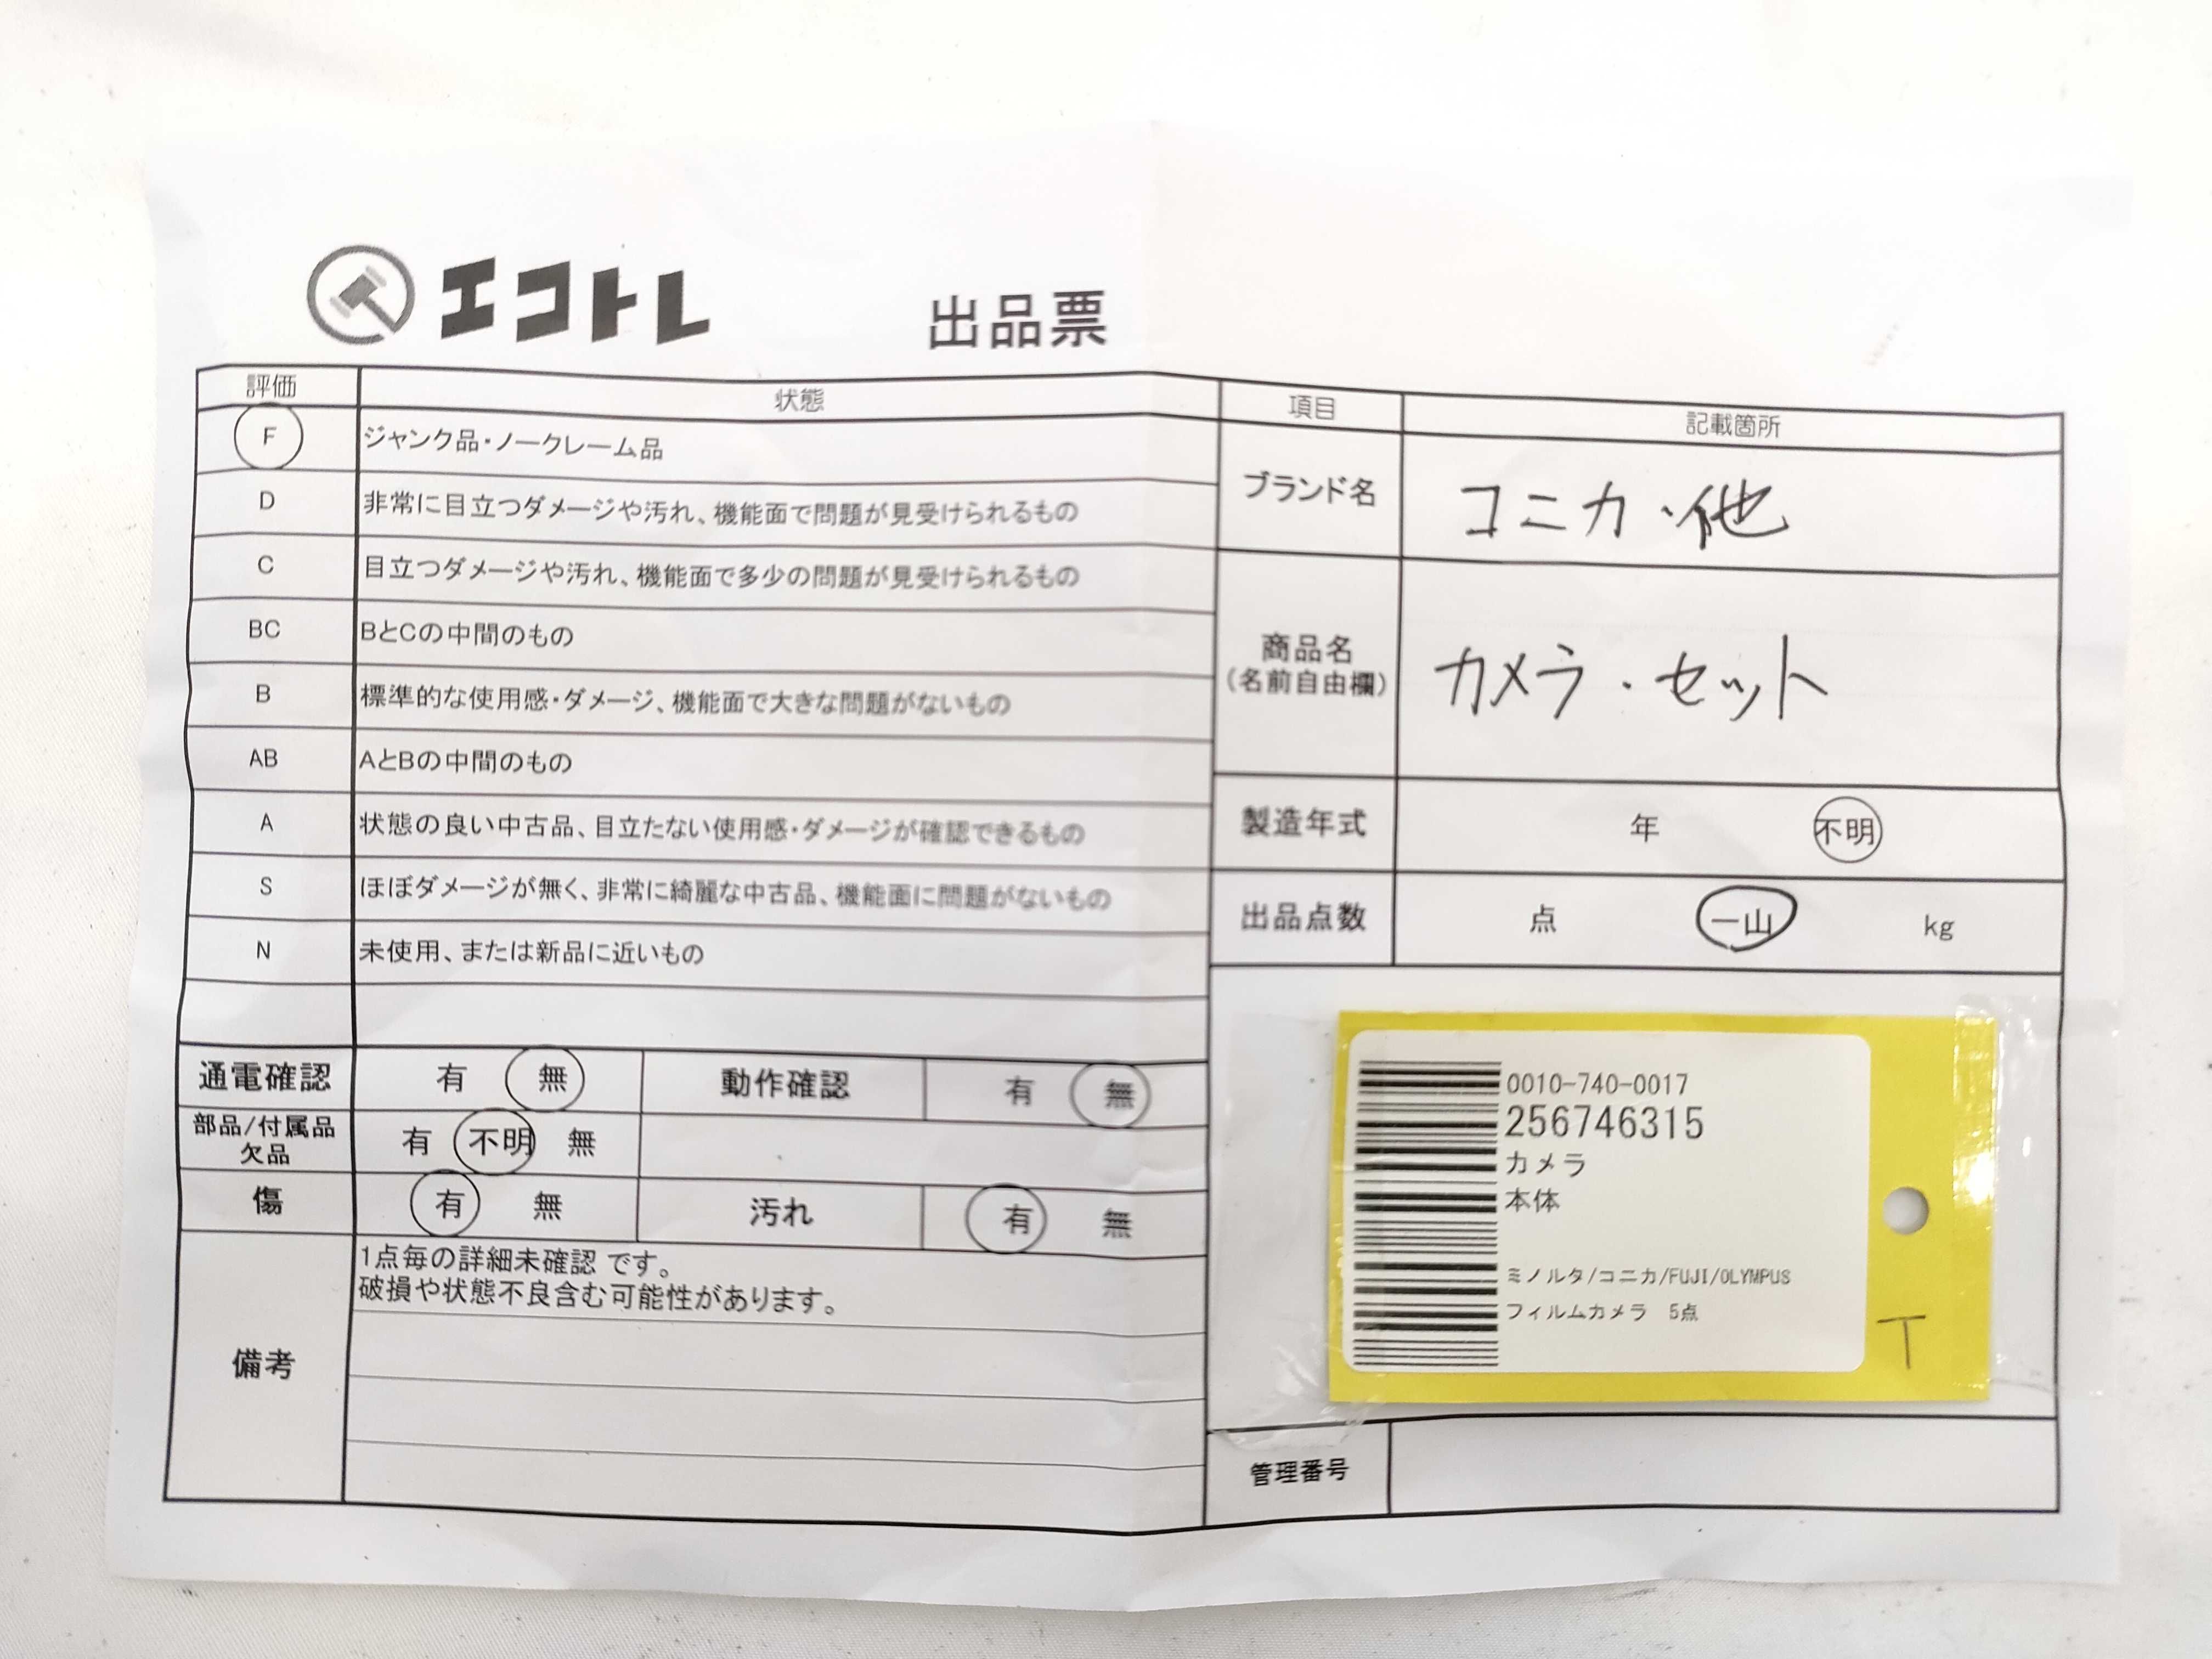 エコトレ
出品票
評価 状態
F ジャンク品・ノークレーム品
D 非常に目立つダメージや汚れ、機能面で問題が見受けられるもの
C 目立つダメージや汚れ、機能面で多少の問題が見受けられるもの
BC BとCの中間のもの
B 標準的な使用感・ダメージ、機能面で大きな問題がないもの
AB AとBの中間のもの
A 状態の良い中古品、目立たない使用感・ダメージが確認できるもの
S ほぼダメージが無く、非常に綺麗な中古品、機能面に問題がないもの
N 未使用、または新品に近いもの
通電確認 有 無 動作確認 有 無
部品/付属品
欠品
有 不明 無
傷 有 無 汚れ 有 無
備考
1点毎の詳細未確認 です。
破損や状態不良含む可能性があります。
項目 記載箇所
ブランド名 コニカ・他
商品名
(名前自由欄)
カメラ・セット
製造年式 年 不明
出品点数 点 一山 kg
0010-740-0017
256746315
カメラ
本体
ミノルタ/コニカ/FUJI/OLYMPUS
フィルムカメラ 5点
T
管理番号